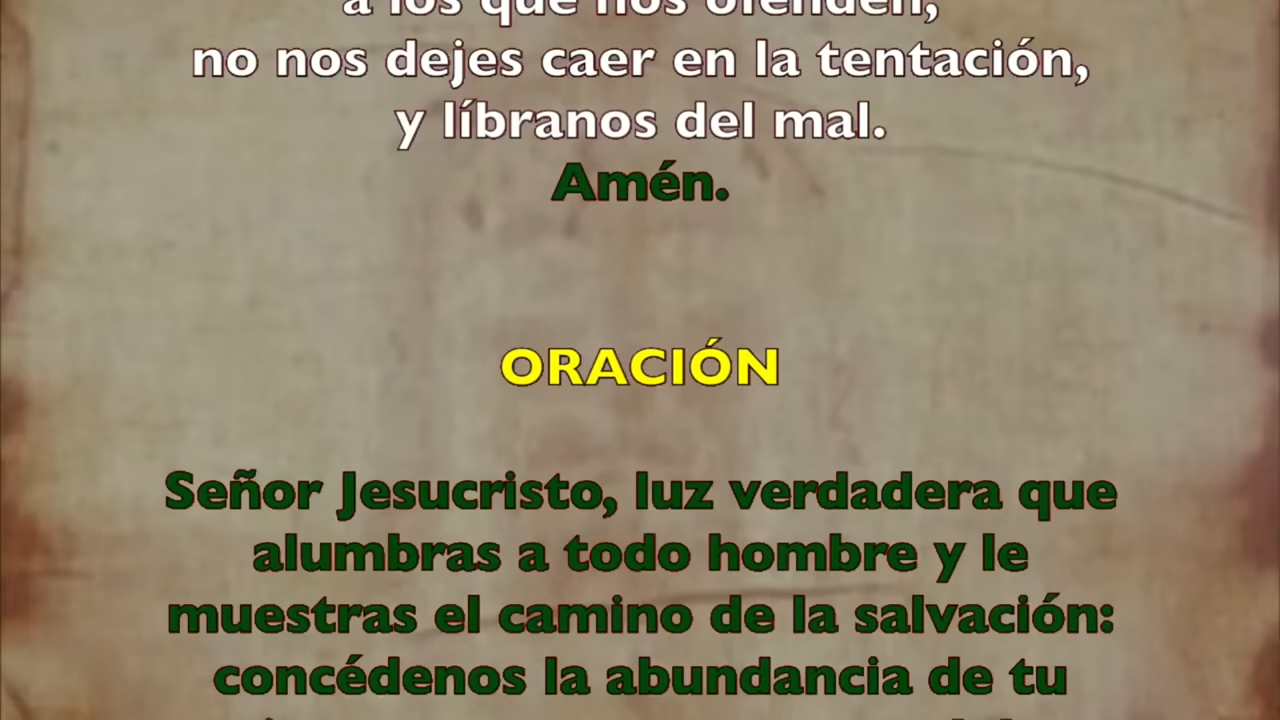 a los que nos ofenden,
no nos dejes caer en la tentación,
y líbranos del mal.
Amén.
ORACIÓN
Señor Jesucristo, luz verdadera que
alumbras a todo hombre y le
muestras el camino de la salvación:
concédenos la abundancia de tu